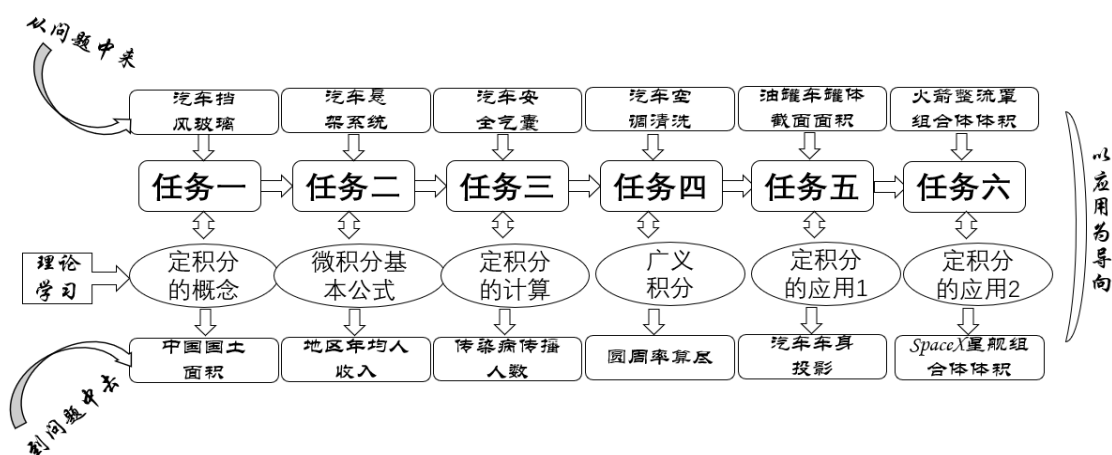 从问题中来
汽车挡
风玻璃
汽车悬
架系统
汽车安
全气囊
汽车空
调清洗
油罐车罐体
截面面积
火箭整流罩
组合体体积
任务一
任务二
任务三
任务四
任务五
任务六
以应用为导向
理论
学习
定积分
的概念
微积分基
本公式
定积分
的计算
广义
积分
定积分
的应用1
定积分
的应用2
中国国土
面积
地区年均人
收入
传染病传播
人数
圆周率算尽
汽车车身
投影
SpaceX星舰组
合体体积
到问题中去